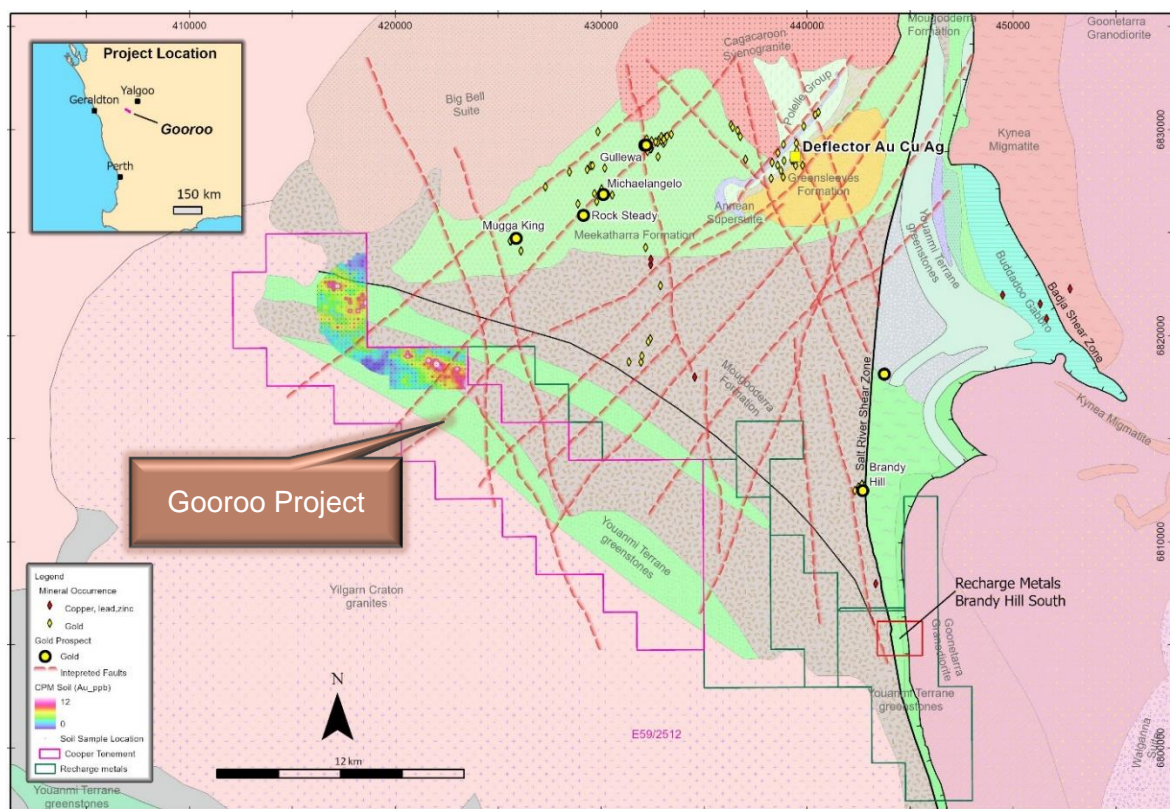 410000
420000
430000
440000
450000
Project Location
Yalgoo
Geraldton
Gooroo
Perth
150 km
Mougooderra
Formation
Goonetarra
Granodiorite
Cagacaroon
Syenogranite
Big Bell
Suite
Polelle Group
6830000
Kynea
Migmatite
Deflector Au Cu Ag
Gullewa
Greensleeves
Formation
Michaelangelo
Annean
Supersuite
Rock Steady
Mugga King
Meekatharra Formation
Youanmi Terrane
greenstones
Buddadoo Gabbro
Badja Shear Zone
6820000
Mougooderra
Formation
Salt River Shear Zone
Kynea Migmatite
Gooroo Project
Brandy
Hill
6810000
Youanmi Terrane
greenstones
Yilgarn Craton
granites
Recharge Metals
Brandy Hill South
Goonetarra
Granodiorite
Youanmi Terrane
greenstones
Legend
Mineral Occurrence
Copper, lead,zinc
Gold
Gold Prospect
Gold
Intepreted Faults
CPM Soil (Au_ppb)
12
0
Soil Sample Location
Cooper Tenement
Recharge metals
N
12 km
E59/2512
6800000
Walganna
Suite
Youanmi Terrane
greenstones